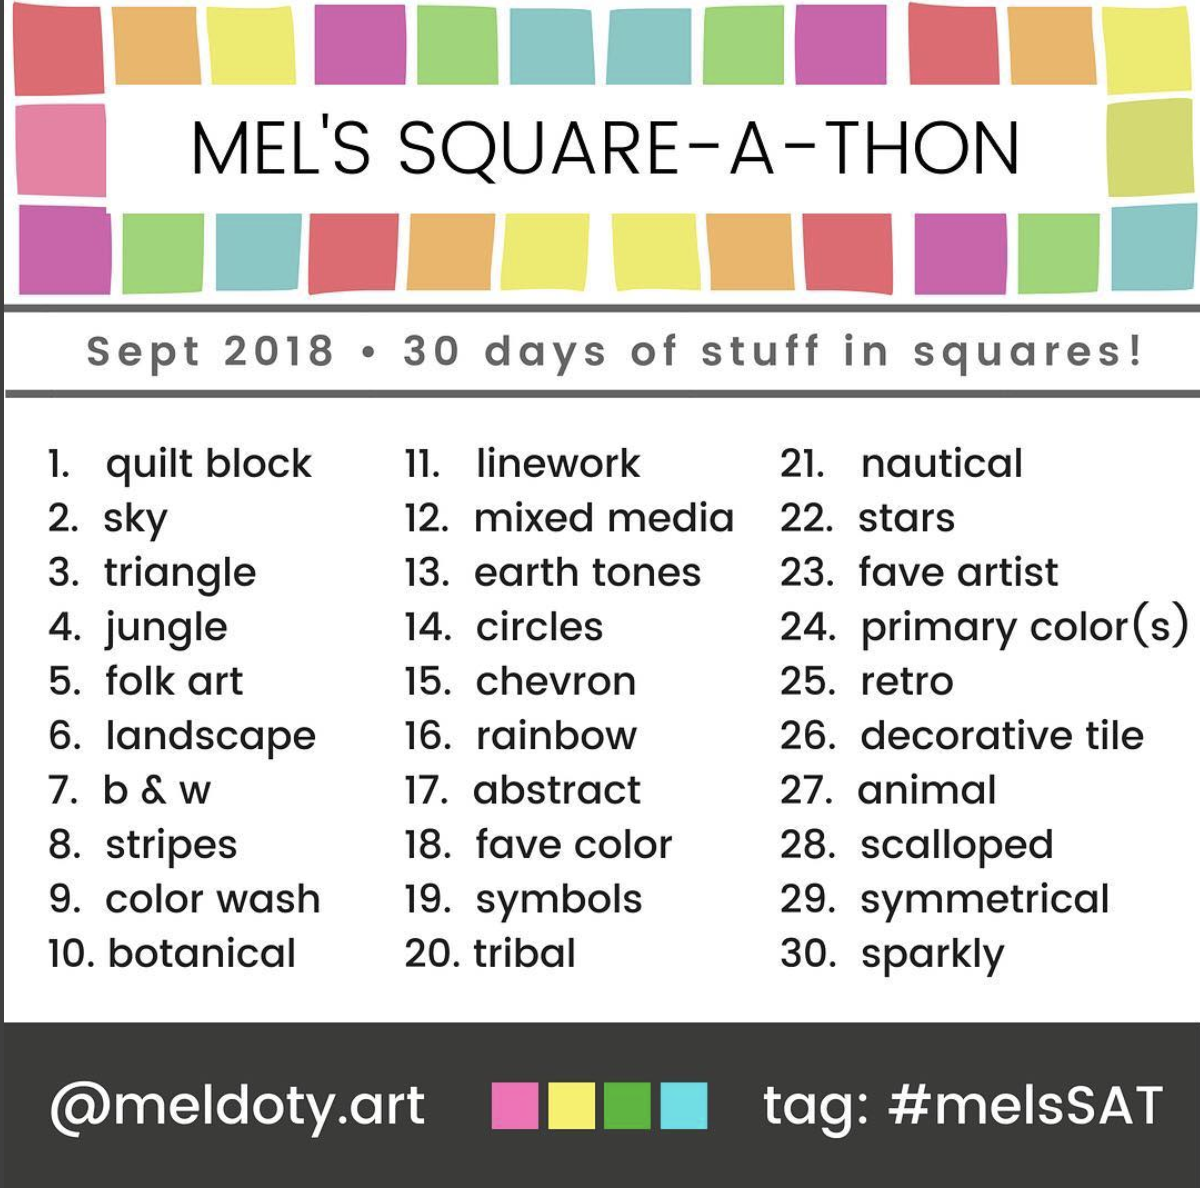 MEL'S SQUARE-A-THON
Sept 2018 • 30 days of stuff in squares!
1. quilt block
2. sky
3. triangle
4. jungle
5. folk art
6. landscape
7. b & w
8. stripes
9. color wash
10. botanical
11. linework
12. mixed media
13. earth tones
14. circles
15. chevron
16. rainbow
17. abstract
18. fave color
19. symbols
20. tribal
21. nautical
22. stars
23. fave artist
24. primary color(s)
25. retro
26. decorative tile
27. animal
28. scalloped
29. symmetrical
30. sparkly
@meldoty.art
tag: #melsSAT